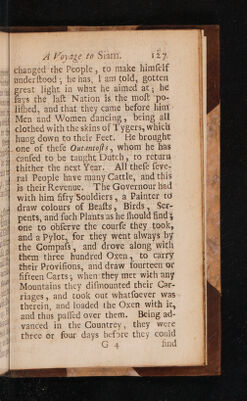 A Voyage to Siam. 127
changed the People, to make himself
understood; he has, I am told, gotten
great light in what he aimed at; he
says the last Nation is the most po-
lished, and that they came before him
Men and Women dancing, being all
clothed with the skins of Tygers, which
hung down to their Feet. He brought
one of these Ouzmtosts, whom he has
caused to be taught Dutch, to return
thither the next Year. All these seve-
ral People have many Cattle, and this
is their Revenue. The Governour had
with him fifty Souldiers, a Painter to
draw colours of Beasts, Birds, Ser-
pents, and such Plants as he should find;
one to observe the course they took,
and a Pylot, for they went always by
the Compass, and drove along with
them three hundred Oxen, to carry
their Provisions, and draw fourteen or
fifteen Carts; when they met with any
Mountains they dismounted their Car-
riages, and took out whatsoever was
therein, and loaded the Oxen with it,
and thus passed over them. Being ad-
vanced in the Countrey, they were
three or four days before they could
G 4 find